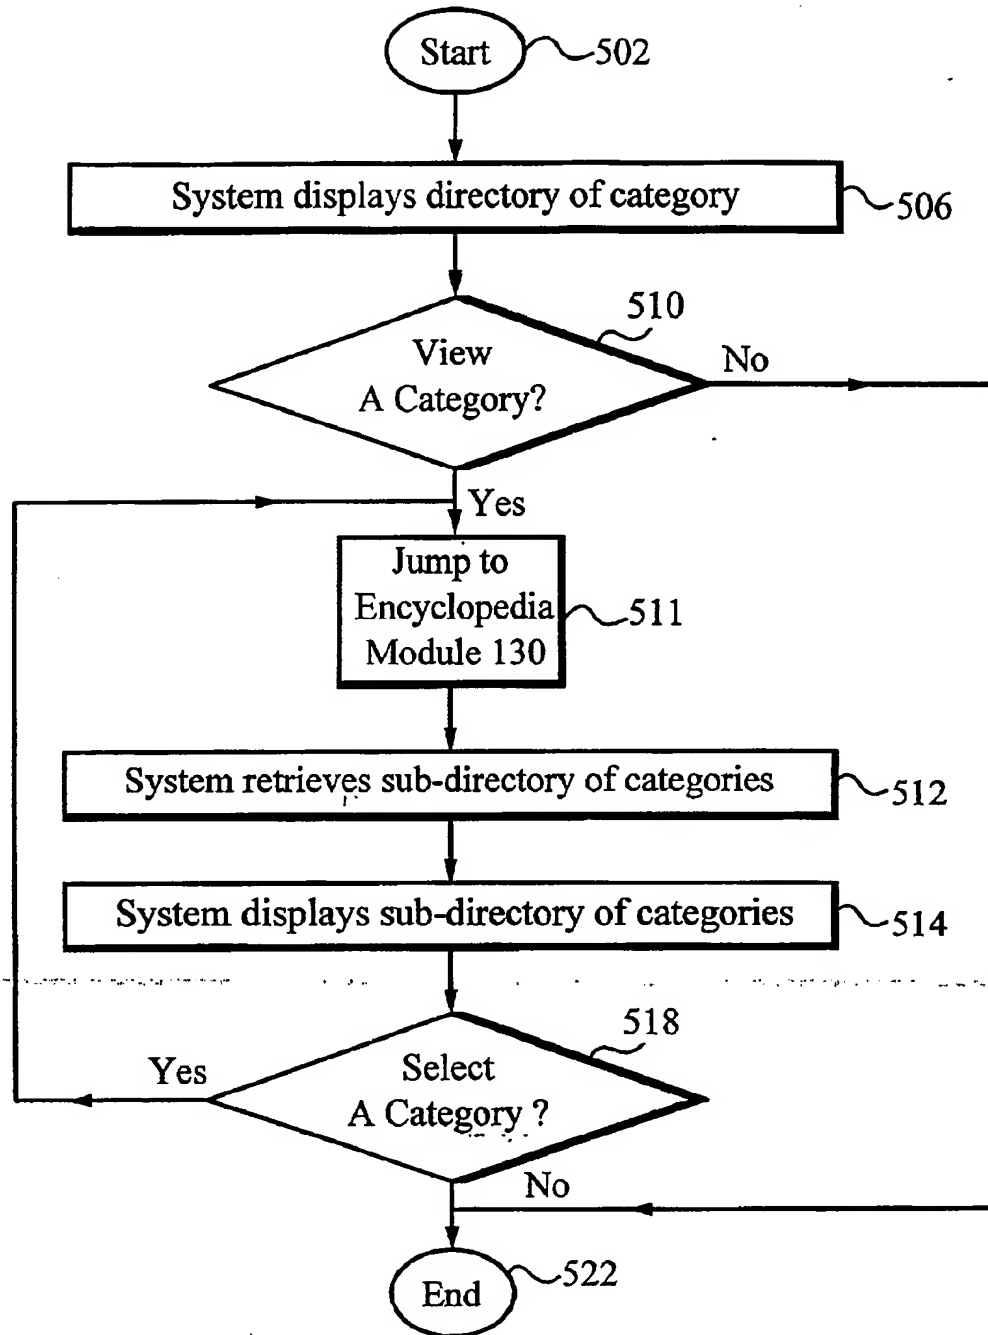 Start
502
System displays directory of category
506
510
View
A Category?
No
Yes
Jump to
Encyclopedia
Module 130
511
System retrieves sub-directory of categories
512
System displays sub-directory of categories
514
518
Select
A Category ?
Yes
No
End
522